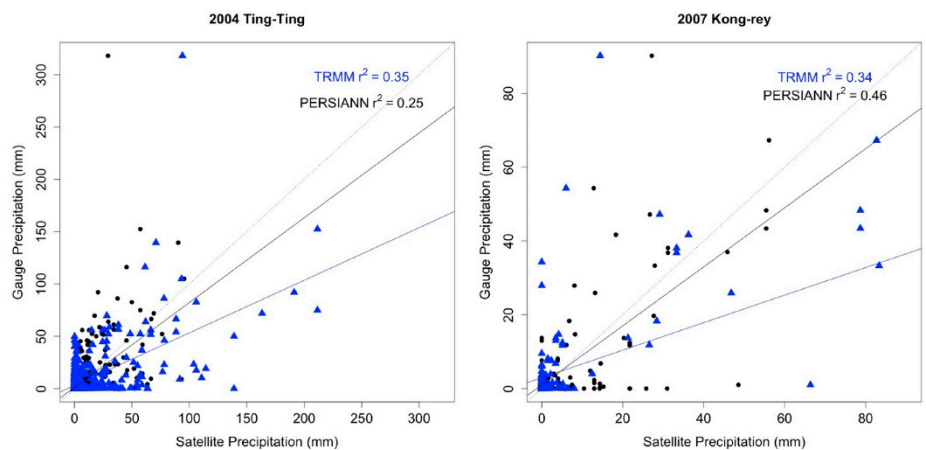 2004 Ting-Ting
TRMM r² = 0.35
PERSIANN r² = 0.25
Gauge Precipitation (mm)
300
250
200
150
100
50
0
0 50 100 150 200 250 300
Satellite Precipitation (mm)
2007 Kong-rey
TRMM r² = 0.34
PERSIANN r² = 0.46
Gauge Precipitation (mm)
80
60
40
20
0
0 20 40 60 80
Satellite Precipitation (mm)